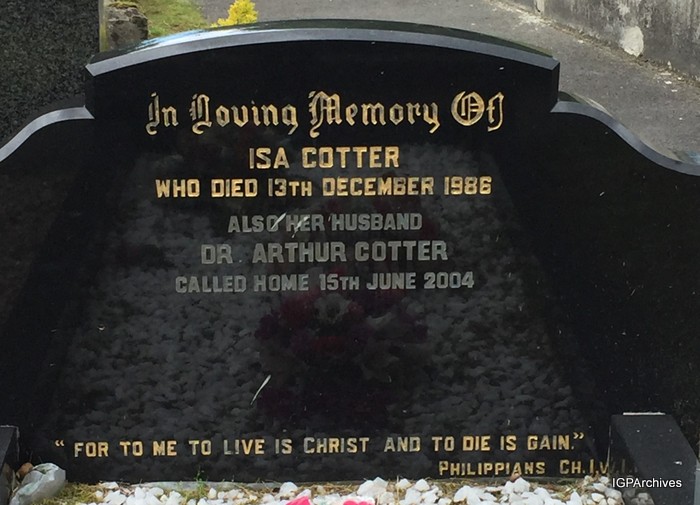 In Loving Memory Of
ISA COTTER
WHO DIED 13TH DECEMBER 1986
ALSO HER HUSBAND
DR. ARTHUR COTTER
CALLED HOME 15TH JUNE 2004
" FOR TO ME TO LIVE IS CHRIST AND TO DIE IS GAIN."
PHILIPPIANS CH.I.
IGPArchives